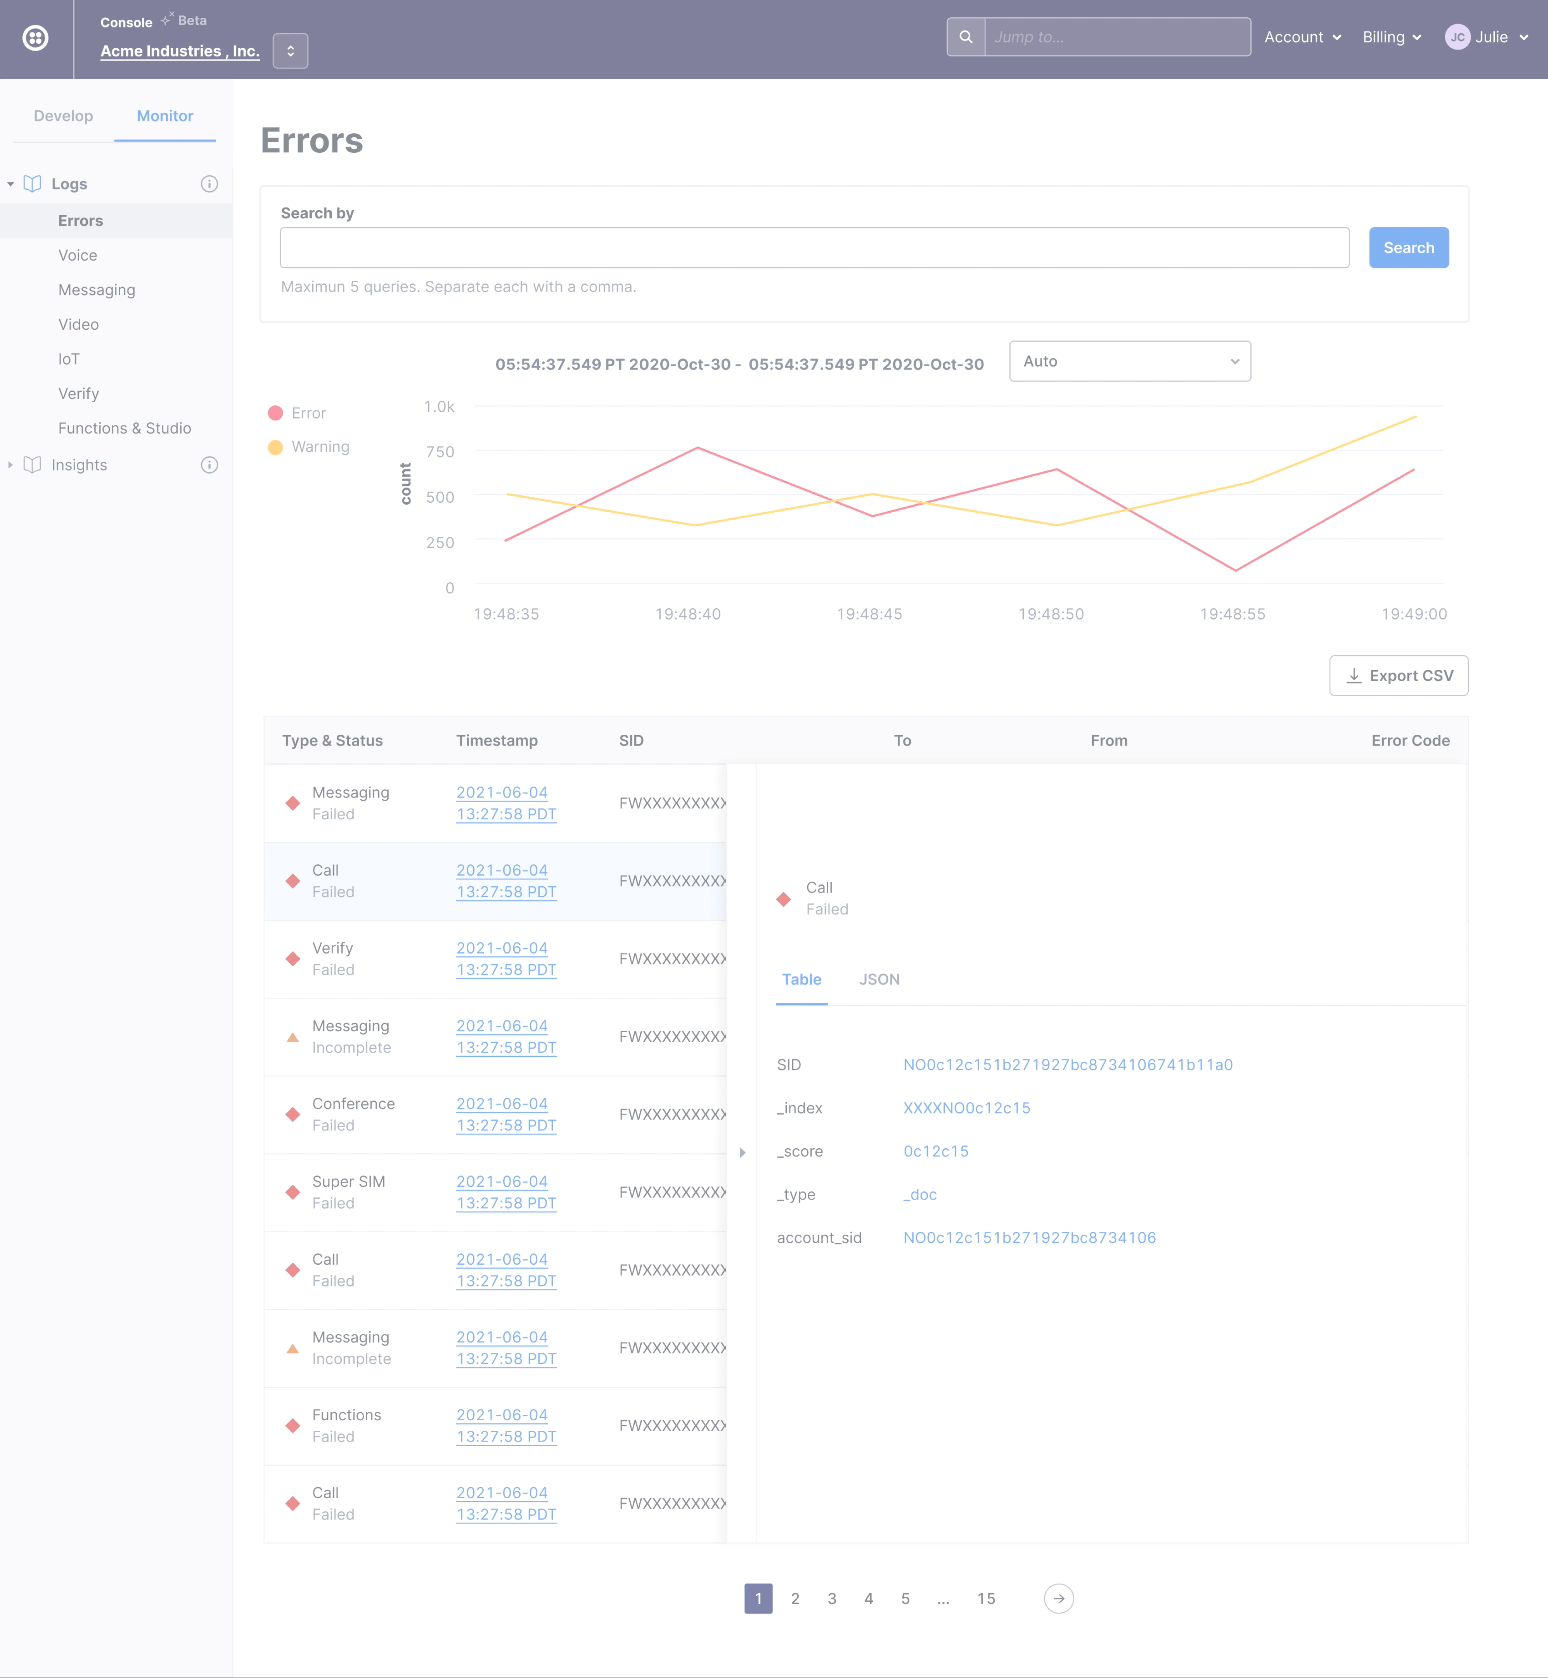 Console Beta
Acme Industries , Inc.
Jump to...
Account
Billing
JC Julie
Develop Monitor
Logs
Errors
Voice
Messaging
Video
IoT
Verify
Functions & Studio
Insights
Errors
Search by
Search
Maximun 5 queries. Separate each with a comma.
05:54:37.549 PT 2020-Oct-30 - 05:54:37.549 PT 2020-Oct-30
Auto
Error
Warning
count
1.0k
750
500
250
0
19:48:35 19:48:40 19:48:45 19:48:50 19:48:55 19:49:00
Export CSV
Type & Status Timestamp SID To From Error Code
Messaging 2021-06-04
Failed 13:27:58 PDT FWXXXXXXXXX
Call 2021-06-04
Failed 13:27:58 PDT FWXXXXXXXXX
Verify 2021-06-04
Failed 13:27:58 PDT FWXXXXXXXXX
Messaging 2021-06-04
Incomplete 13:27:58 PDT FWXXXXXXXXX
Conference 2021-06-04
Failed 13:27:58 PDT FWXXXXXXXXX
Super SIM 2021-06-04
Failed 13:27:58 PDT FWXXXXXXXXX
Call 2021-06-04
Failed 13:27:58 PDT FWXXXXXXXXX
Messaging 2021-06-04
Incomplete 13:27:58 PDT FWXXXXXXXXX
Functions 2021-06-04
Failed 13:27:58 PDT FWXXXXXXXXX
Call 2021-06-04
Failed 13:27:58 PDT FWXXXXXXXXX
Call
Failed
Table JSON
SID NO0c12c151b271927bc8734106741b11a0
_index XXXXNO0c12c15
_score 0c12c15
_type _doc
account_sid NO0c12c151b271927bc8734106
1 2 3 4 5 ... 15